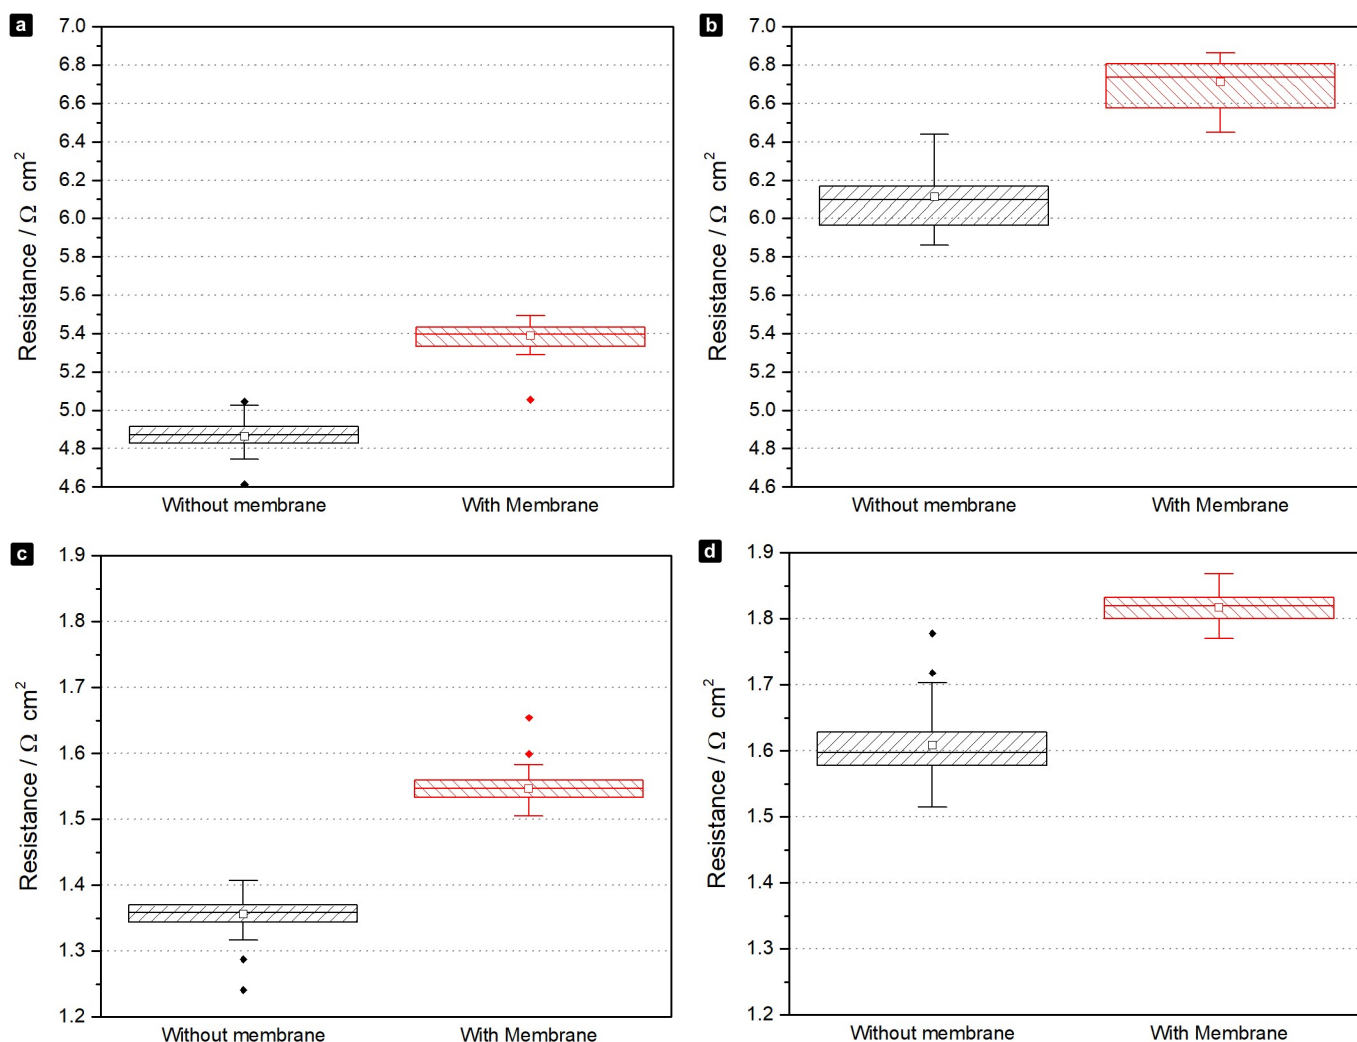 a
7.0
6.8
6.6
6.4
6.2
6.0
5.8
5.6
5.4
5.2
5.0
4.8
4.6
Resistance / Ω cm²
Without membrane
With Membrane
b
7.0
6.8
6.6
6.4
6.2
6.0
5.8
5.6
5.4
5.2
5.0
4.8
4.6
Resistance / Ω cm²
Without membrane
With Membrane
c
1.9
1.8
1.7
1.6
1.5
1.4
1.3
1.2
Resistance / Ω cm²
Without membrane
With Membrane
d
1.9
1.8
1.7
1.6
1.5
1.4
1.3
1.2
Resistance / Ω cm²
Without membrane
With Membrane